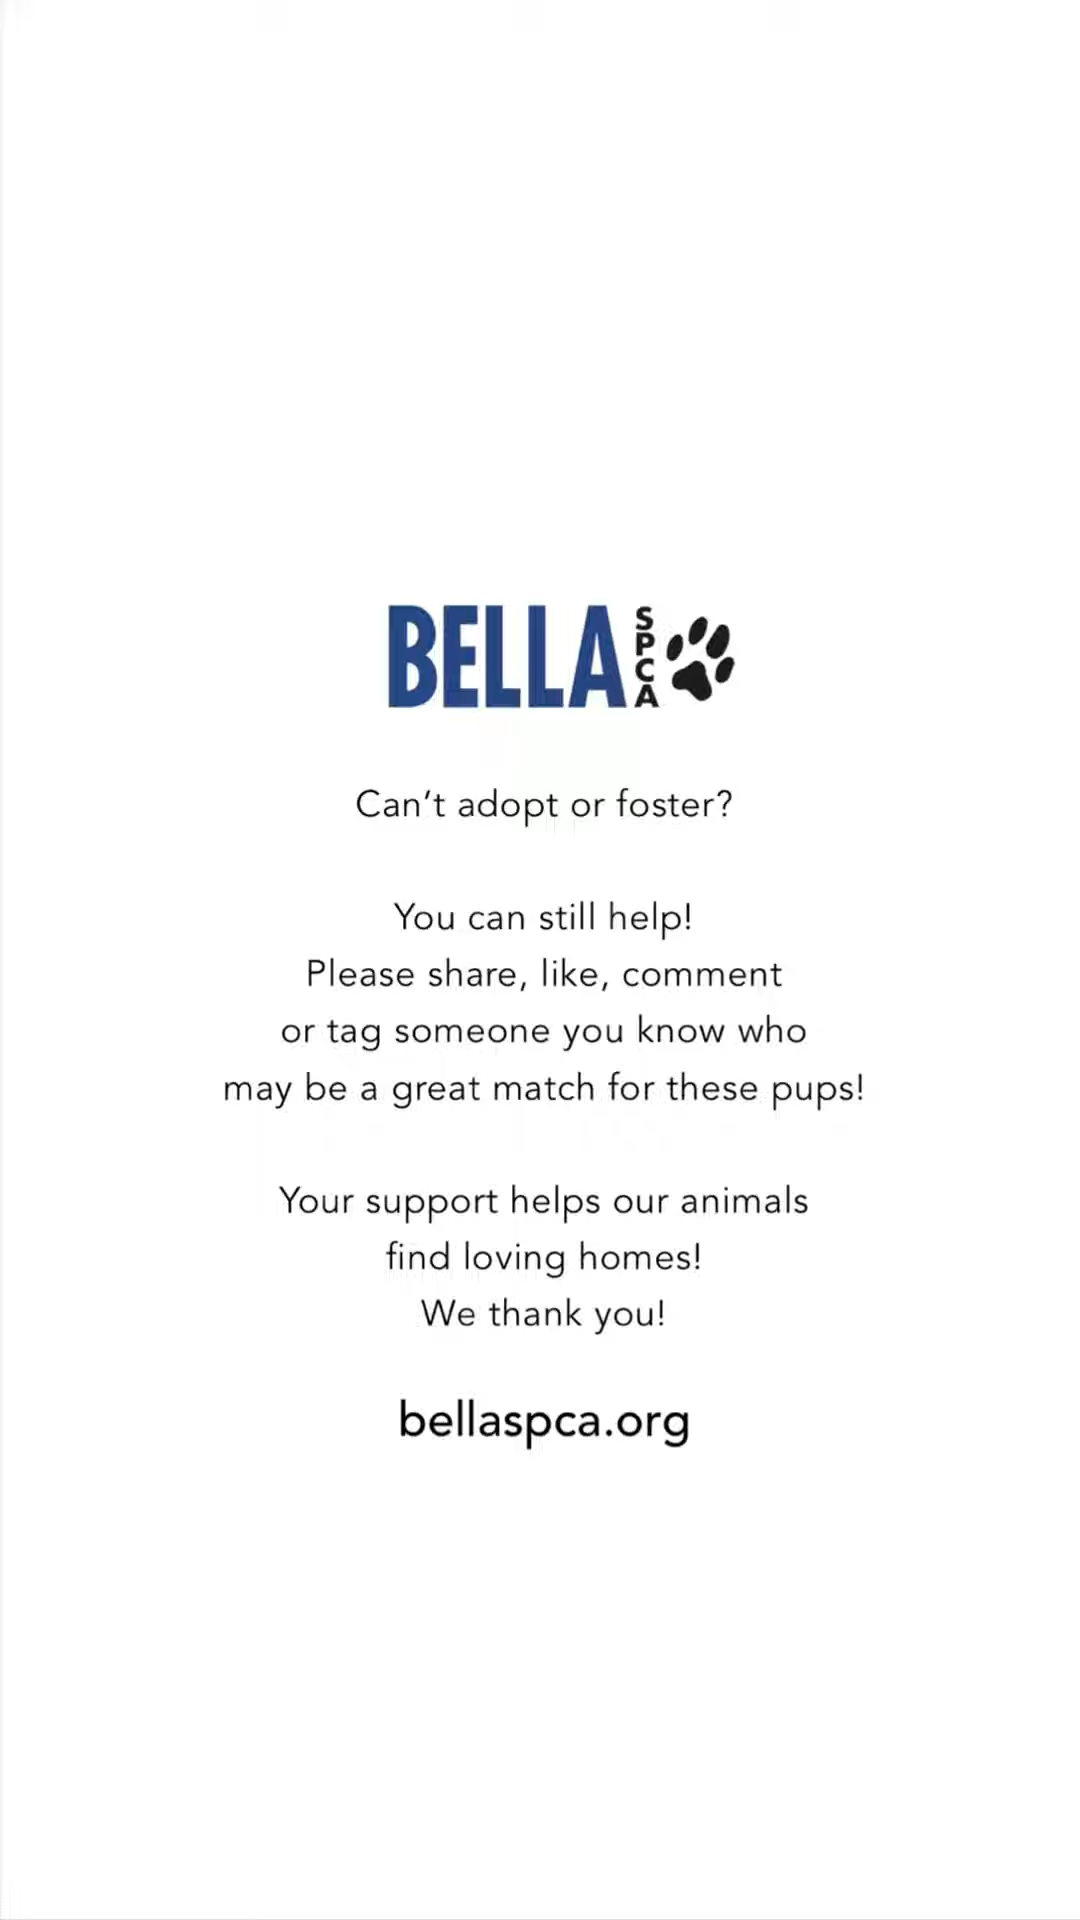 BELLA SPCA
Can’t adopt or foster?
You can still help!
Please share, like, comment
or tag someone you know who
may be a great match for these pups!
Your support helps our animals
find loving homes!
We thank you!
bellaspca.org